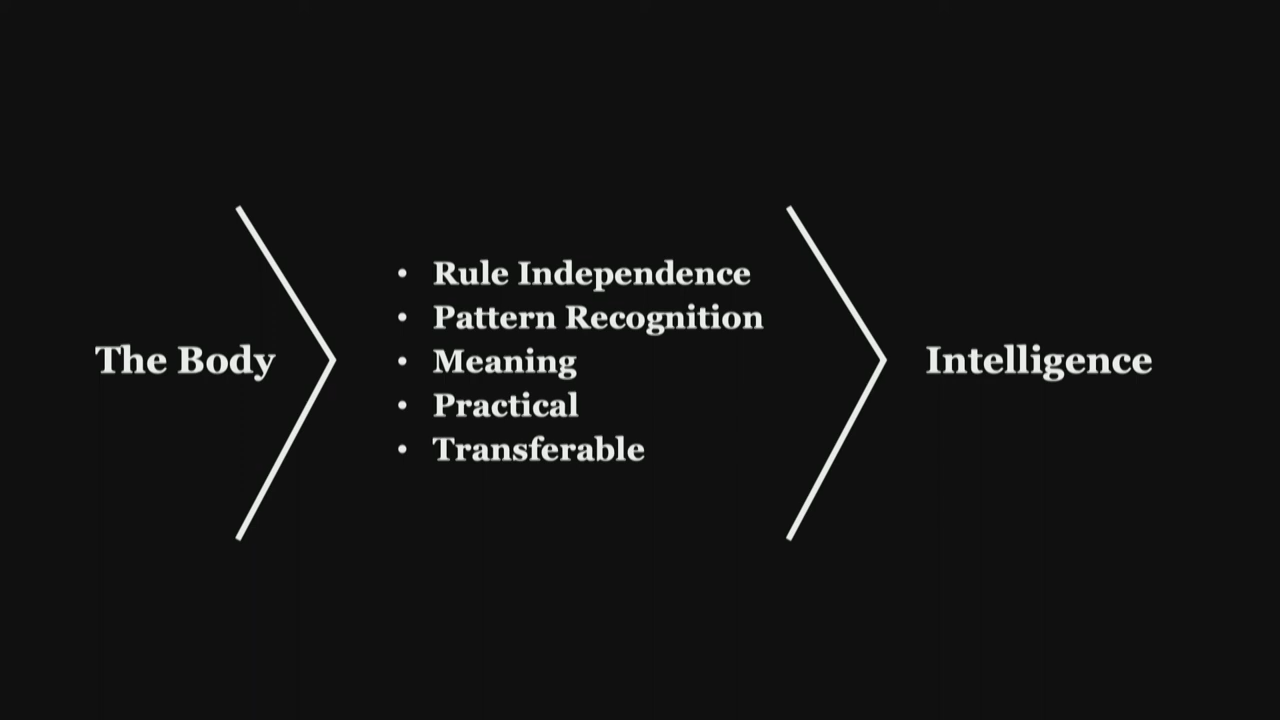 The Body
• Rule Independence
• Pattern Recognition
• Meaning
• Practical
• Transferable
Intelligence